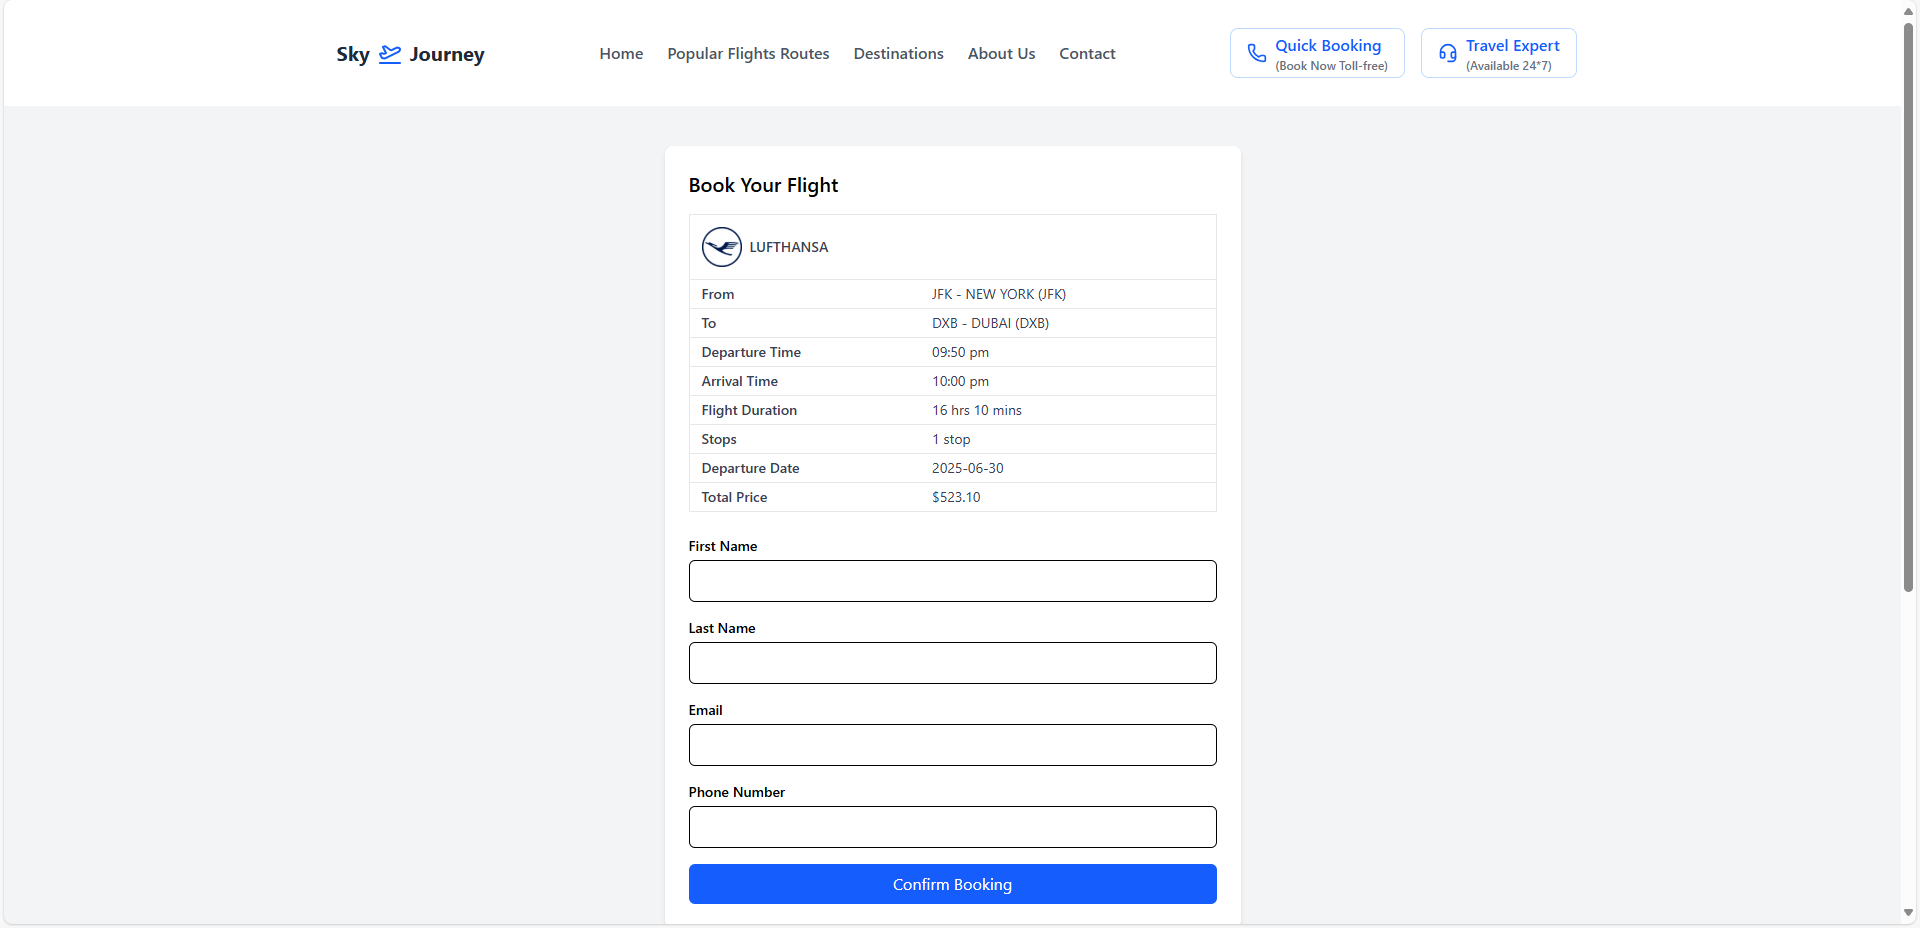 Sky Journey
Home Popular Flights Routes Destinations About Us Contact
Quick Booking
(Book Now Toll-free)
Travel Expert
(Available 24*7)
Book Your Flight
LUFTHANSA
From JFK - NEW YORK (JFK)
To DXB - DUBAI (DXB)
Departure Time 09:50 pm
Arrival Time 10:00 pm
Flight Duration 16 hrs 10 mins
Stops 1 stop
Departure Date 2025-06-30
Total Price $523.10
First Name
Last Name
Email
Phone Number
Confirm Booking